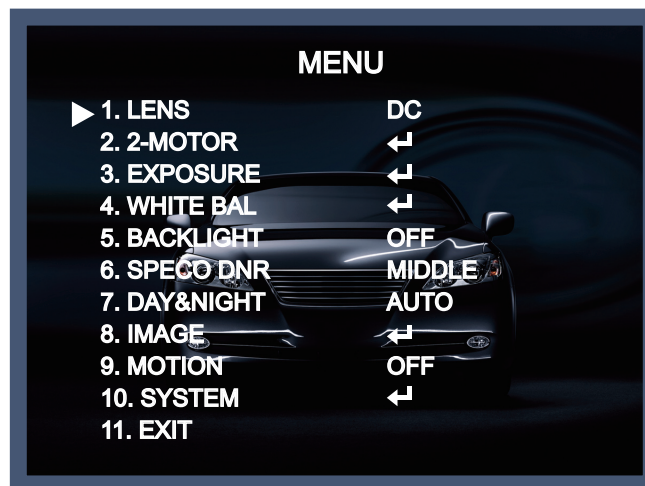 MENU
1. LENS DC
2. 2-MOTOR ↵
3. EXPOSURE ↵
4. WHITE BAL ↵
5. BACKLIGHT OFF
6. SPECO DNR MIDDLE
7. DAY&NIGHT AUTO
8. IMAGE ↵
9. MOTION OFF
10. SYSTEM ↵
11. EXIT